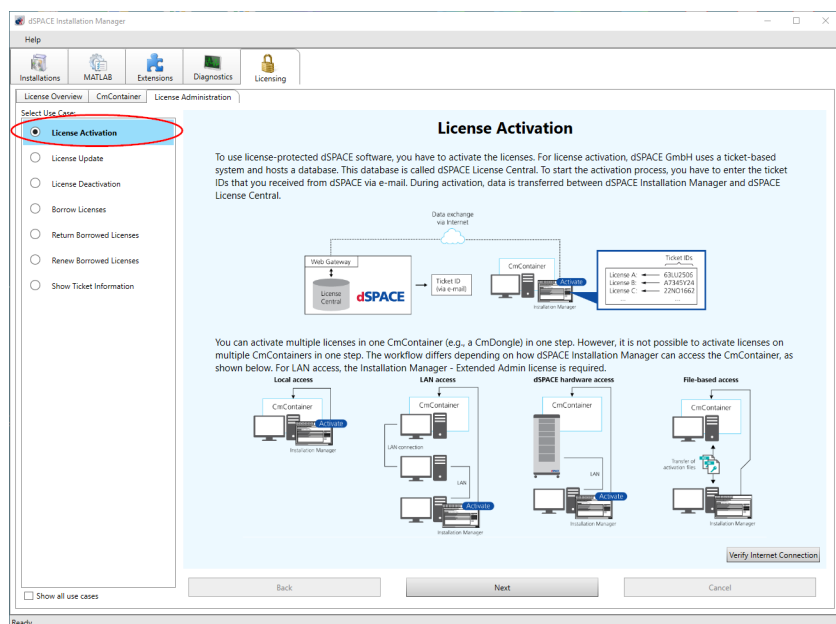 dSPACE Installation Manager
Help
Installations
MATLAB
Extensions
Diagnostics
Licensing
License Overview
CmContainer
License Administration
Select Use Case:
License Activation
License Update
License Deactivation
Borrow Licenses
Return Borrowed Licenses
Renew Borrowed Licenses
Show Ticket Information
Show all use cases
License Activation
To use license-protected dSPACE software, you have to activate the licenses. For license activation, dSPACE GmbH uses a ticket-based
system and hosts a database. This database is called dSPACE License Central. To start the activation process, you have to enter the ticket
IDs that you received from dSPACE via e-mail. During activation, data is transferred between dSPACE Installation Manager and dSPACE
License Central.
Data exchange
via Internet
Web Gateway
License
Central
dSPACE
Ticket ID
(via e-mail)
CmContainer
Activate
Installation Manager
Ticket IDs
License A: 63LU2506
License B: A7345Y24
License C: 22NO1662
... ...
You can activate multiple licenses in one CmContainer (e.g., a CmDongle) in one step. However, it is not possible to activate licenses on
multiple CmContainers in one step. The workflow differs depending on how dSPACE Installation Manager can access the CmContainer, as
shown below. For LAN access, the Installation Manager - Extended Admin license is required.
Local access
CmContainer
Activate
Installation Manager
LAN access
CmContainer
LAN connection
LAN
Activate
Installation Manager
dSPACE hardware access
CmContainer
LAN
Activate
Installation Manager
File-based access
CmContainer
Transfer of
activation files
Installation Manager
Verify Internet Connection
Back
Next
Cancel
Ready